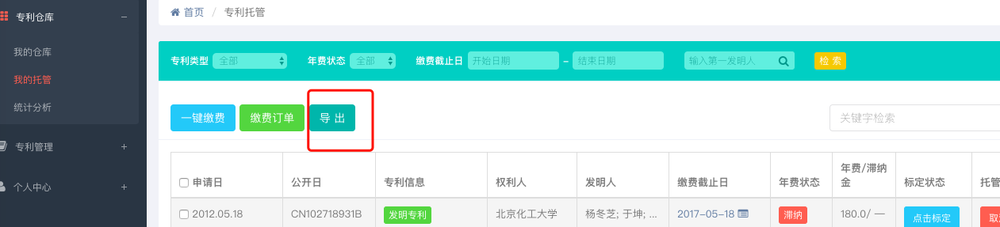 专利仓库
我的仓库
我的托管
统计分析
专利管理
个人中心
首页 / 专利托管
专利类型 全部 年费状态 全部 缴费截止日 开始日期 – 结束日期 输入第一发明人 检 索
一键缴费 缴费订单 导 出 关键字检索
申请日 公开日 专利信息 权利人 发明人 缴费截止日 年费状态 年费/滞纳金 标定状态 托管
2012.05.18 CN102718931B 发明专利 北京化工大学 杨冬芝; 于坤; ... 2017-05-18 滞纳 180.0/ — 点击标定 取